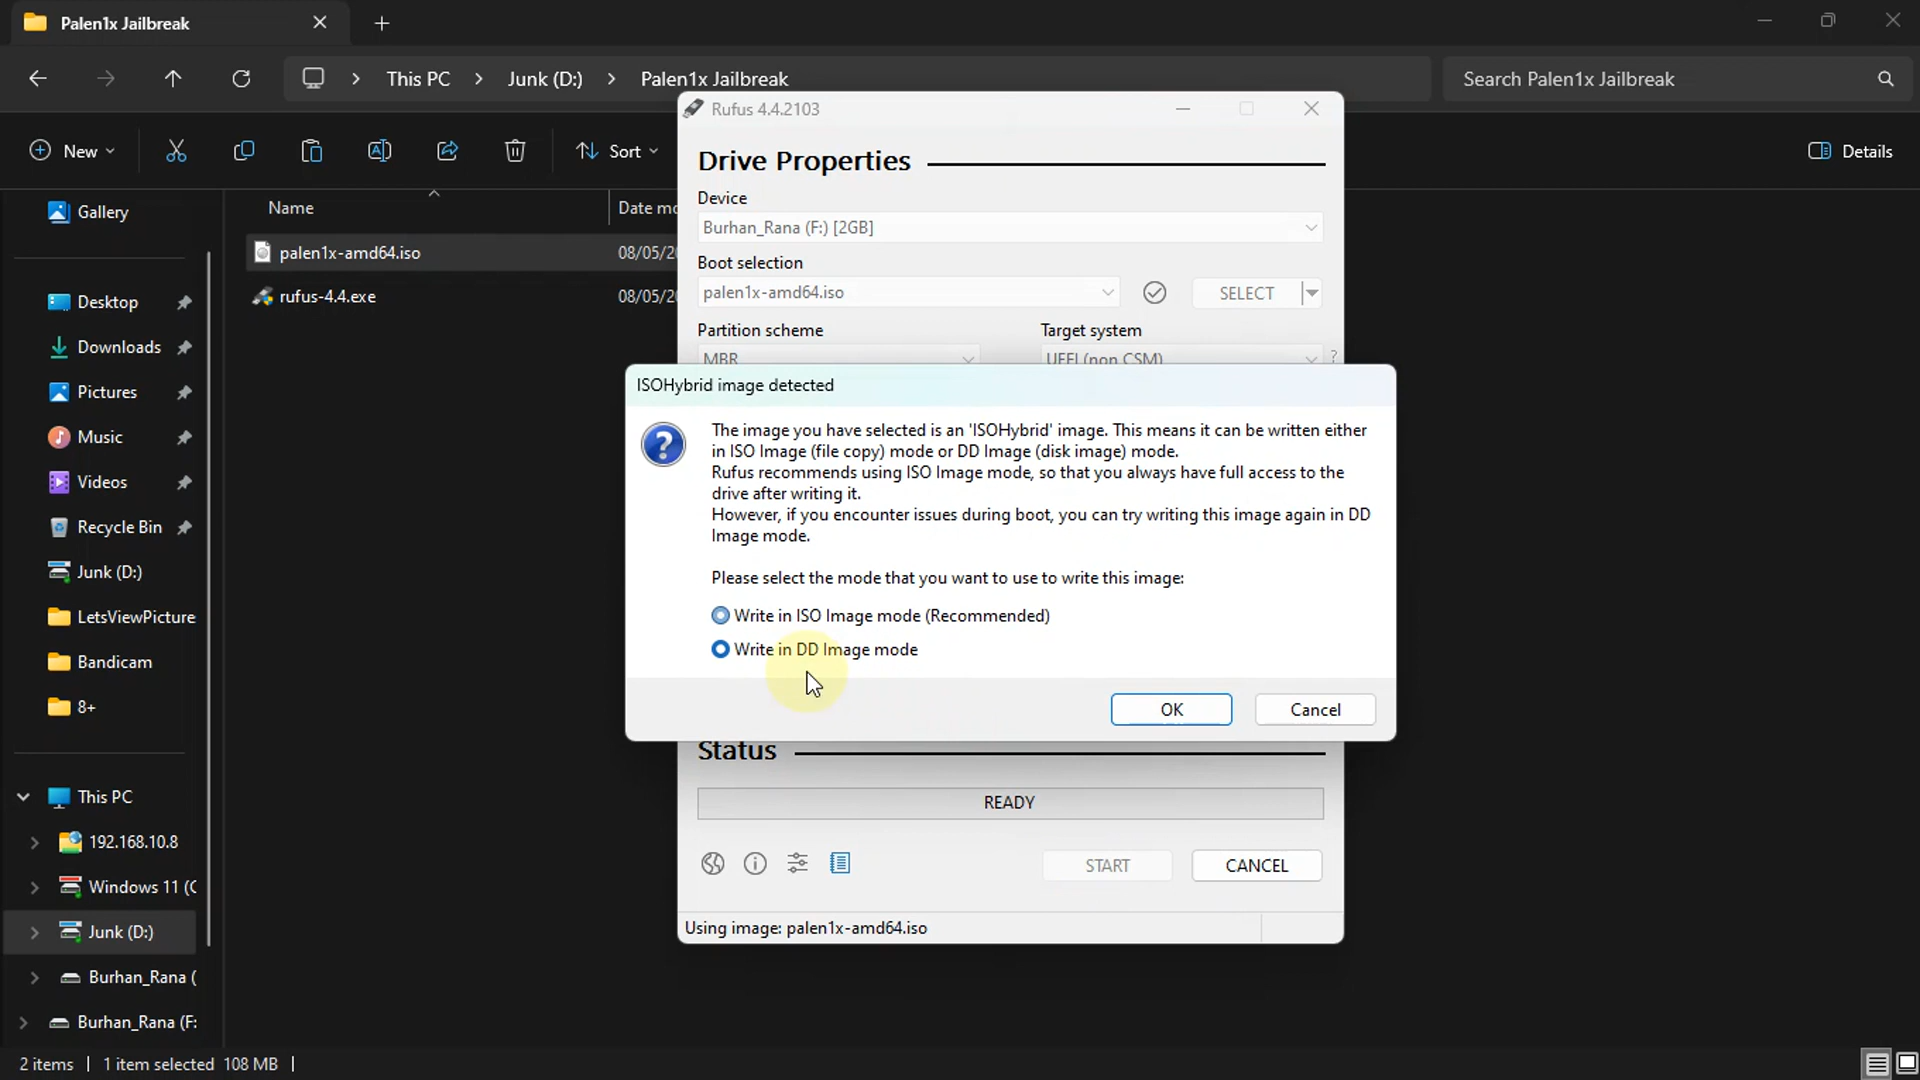 Palen1x Jailbreak
This PC
Junk (D:)
Palen1x Jailbreak
Search Palen1x Jailbreak
New
Sort
Details
Gallery
Desktop
Downloads
Pictures
Music
Videos
Recycle Bin
Junk (D:)
LetsViewPicture
Bandicam
8+
This PC
192.168.10.8
Windows 11 (C
Junk (D:)
Burhan_Rana (
Burhan_Rana (F:
Name
Date mo
palen1x-amd64.iso
08/05/20
rufus-4.4.exe
08/05/20
2 items
1 item selected 108 MB
Rufus 4.4.2103
Drive Properties
Device
Burhan_Rana (F:) [2GB]
Boot selection
palen1x-amd64.iso
SELECT
Partition scheme
Target system
MBR
UEFI (non CSM)
?
ISOHybrid image detected
The image you have selected is an 'ISOHybrid' image. This means it can be written either
in ISO Image (file copy) mode or DD Image (disk image) mode.
Rufus recommends using ISO Image mode, so that you always have full access to the
drive after writing it.
However, if you encounter issues during boot, you can try writing this image again in DD
Image mode.
Please select the mode that you want to use to write this image:
Write in ISO Image mode (Recommended)
Write in DD Image mode
OK
Cancel
Status
READY
START
CANCEL
Using image: palen1x-amd64.iso